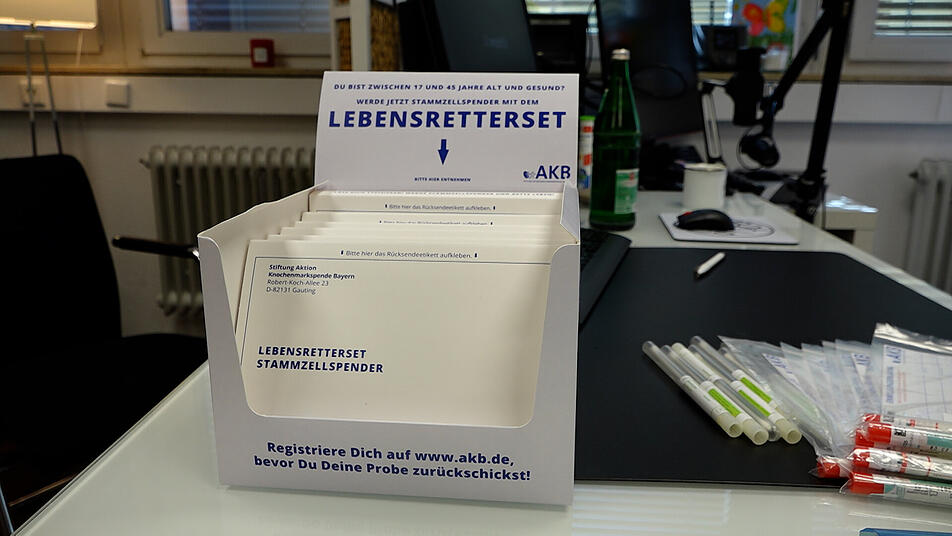 DU BIST ZWISCHEN 17 UND 45 JAHRE ALT UND GESUND?
WERDE JETZT STAMMZELLSPENDER MIT DEM
LEBENSRETTERSET
BITTE HIER ENTNEHMEN
AKB
Bitte hier das Rücksendeetikett aufkleben.
Bitte hier das Rücksendeetikett aufkleben.
Stiftung Aktion
Knochenmarkspende Bayern
Robert-Koch-Allee 23
D-82131 Gauting
LEBENSRETTERSET
STAMMZELLSPENDER
Registriere Dich auf www.akb.de,
bevor Du Deine Probe zurückschickst!
AKB